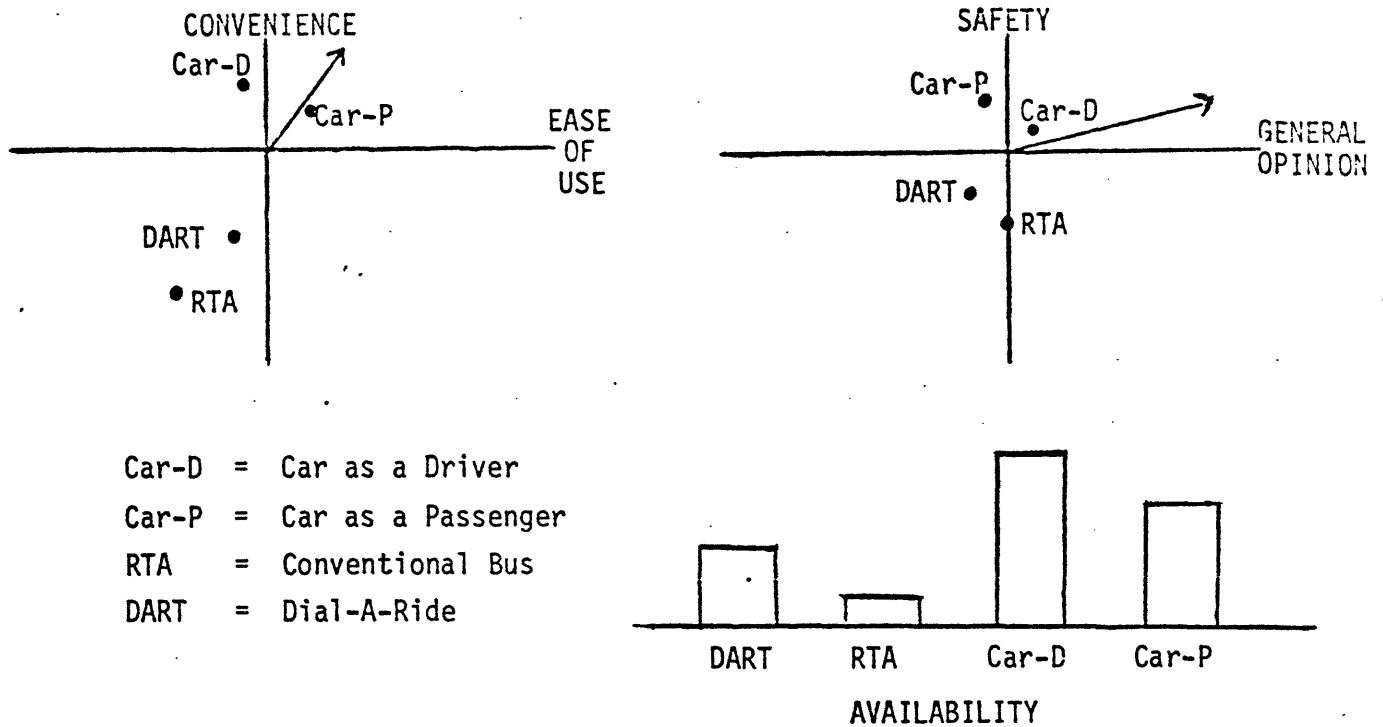 CONVENIENCE
Car-D
Car-P
EASE
OF
USE
DART
RTA
SAFETY
Car-P
Car-D
GENERAL
OPINION
DART
RTA
Car-D = Car as a Driver
Car-P = Car as a Passenger
RTA = Conventional Bus
DART = Dial-A-Ride
DART RTA Car-D Car-P
AVAILABILITY